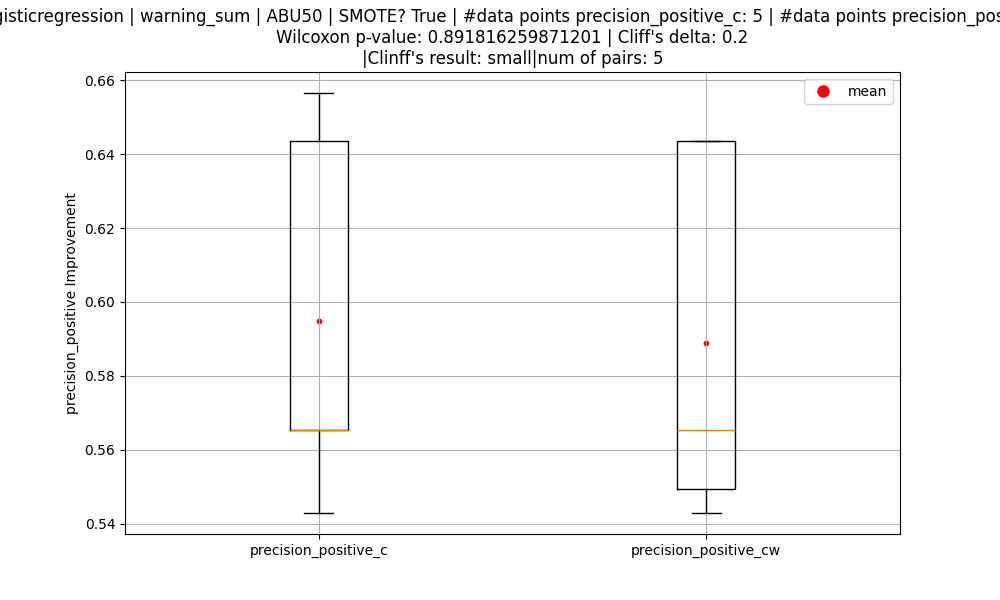 gisticregression | warning_sum | ABU50 | SMOTE? True | #data points precision_positive_c: 5 | #data points precision_pos
Wilcoxon p-value: 0.891816259871201 | Cliff's delta: 0.2
|Clinff's result: small|num of pairs: 5
mean
0.66
0.64
0.62
0.60
0.58
0.56
0.54
precision_positive Improvement
precision_positive_c
precision_positive_cw